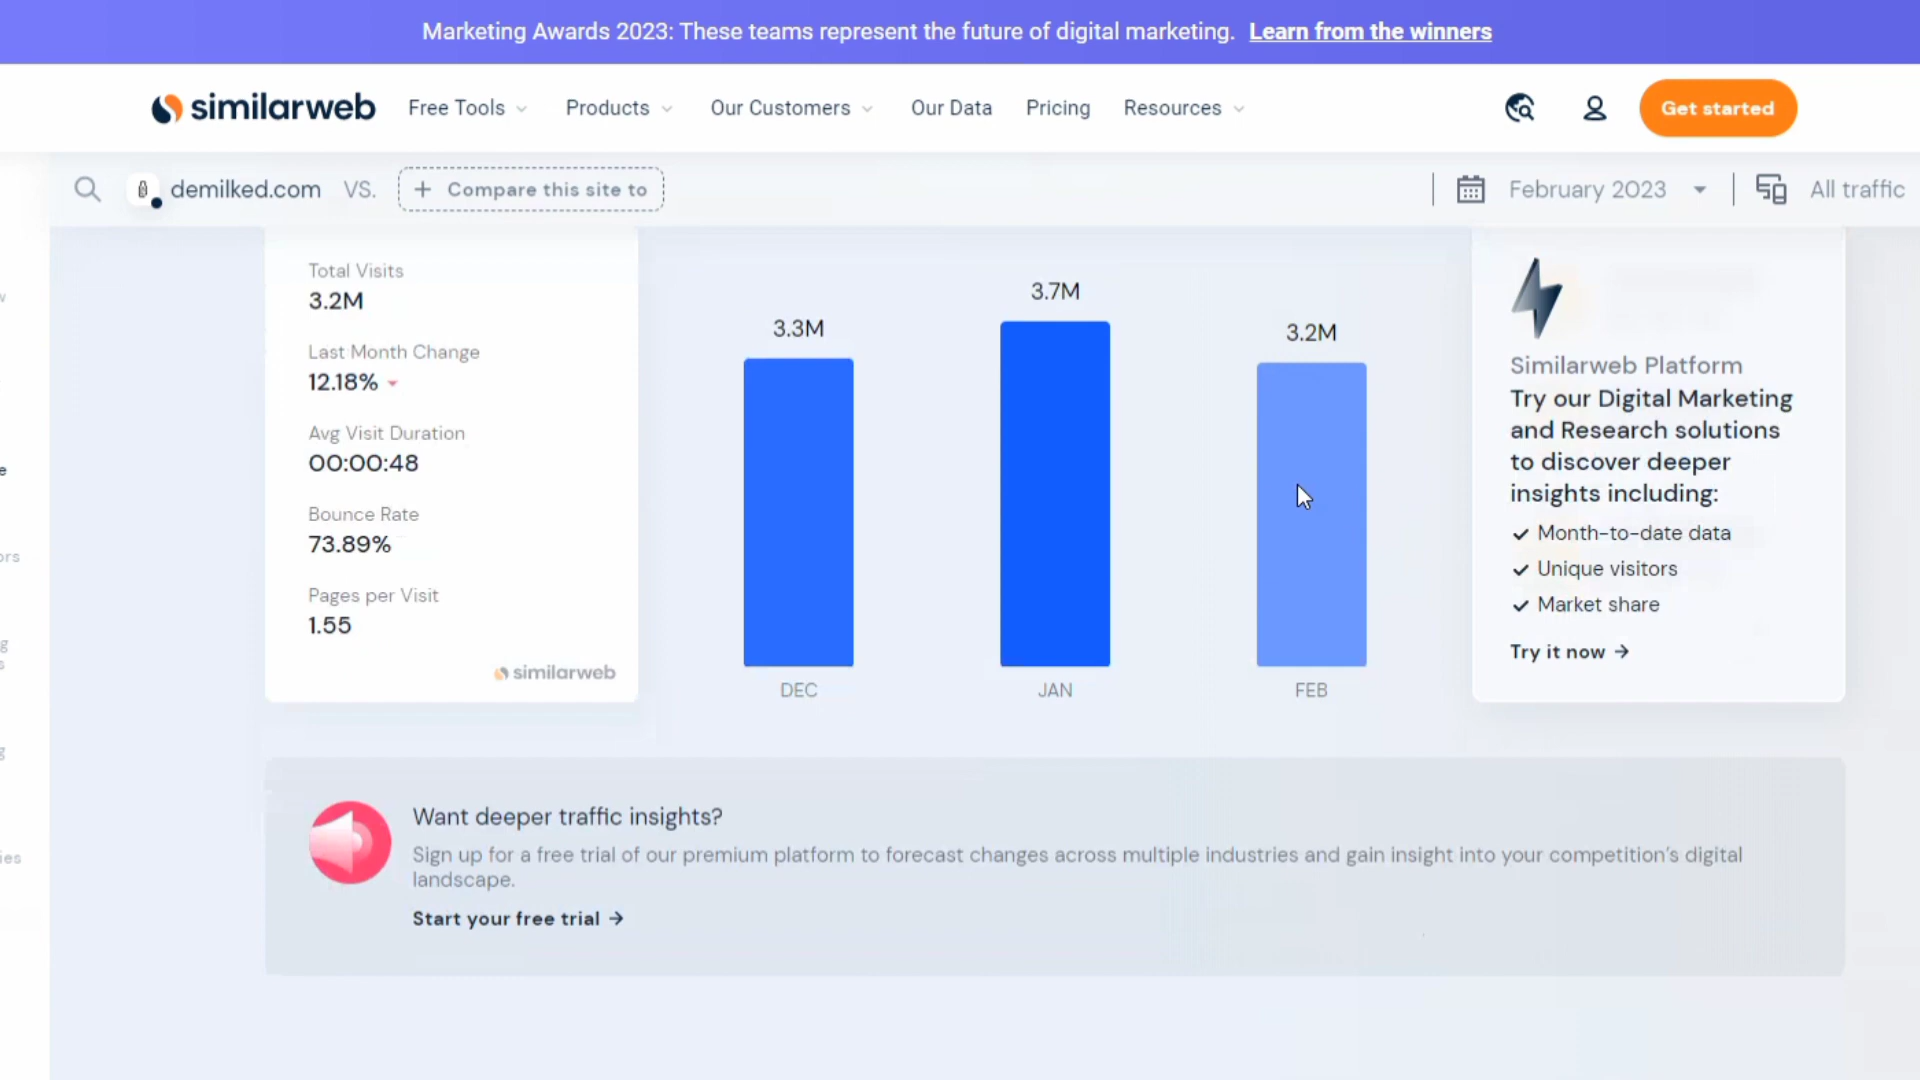 Marketing Awards 2023: These teams represent the future of digital marketing. Learn from the winners
similarweb Free Tools Products Our Customers Our Data Pricing Resources Get started
demilked.com VS. + Compare this site to February 2023 All traffic
Total Visits
3.2M
Last Month Change
12.18%
Avg Visit Duration
00:00:48
Bounce Rate
73.89%
Pages per Visit
1.55
similarweb
3.3M
3.7M
3.2M
DEC
JAN
FEB
Similarweb Platform
Try our Digital Marketing
and Research solutions
to discover deeper
insights including:
Month-to-date data
Unique visitors
Market share
Try it now →
Want deeper traffic insights?
Sign up for a free trial of our premium platform to forecast changes across multiple industries and gain insight into your competition's digital
landscape.
Start your free trial →